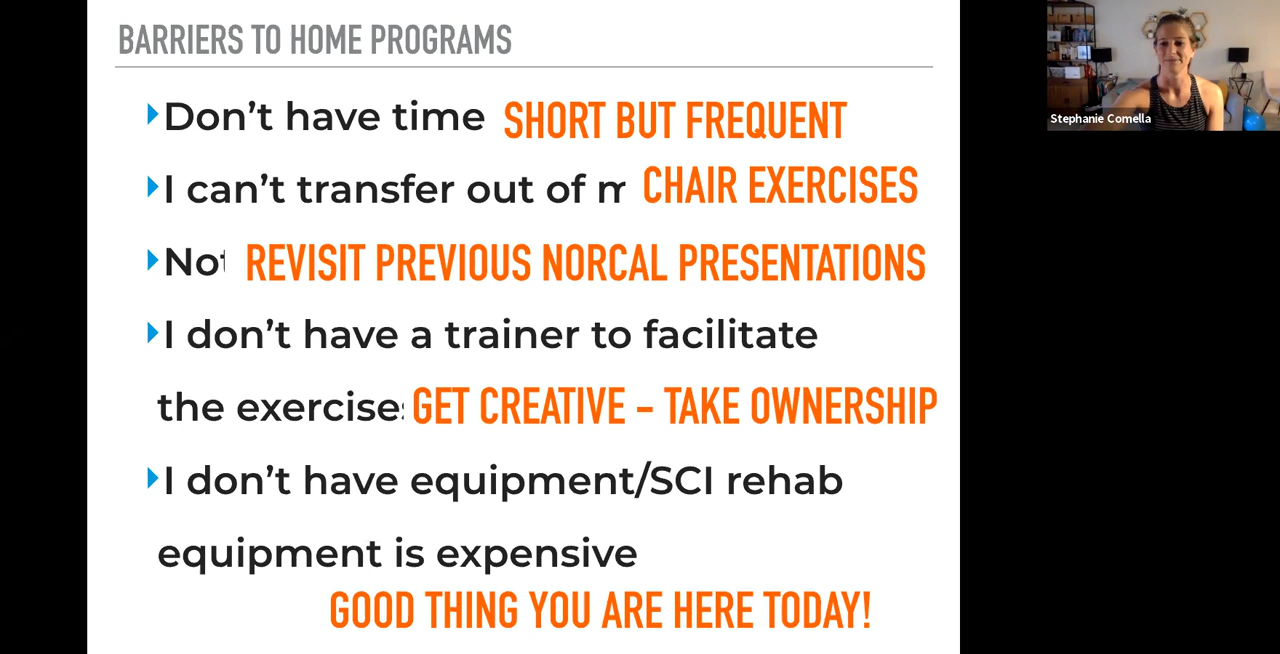 BARRIERS TO HOME PROGRAMS
Don't have time SHORT BUT FREQUENT
I can't transfer out of CHAIR EXERCISES
REVISIT PREVIOUS NORCAL PRESENTATIONS
I don't have a trainer to facilitate
the exercises GET CREATIVE – TAKE OWNERSHIP
I don't have equipment/SCI rehab
equipment is expensive
GOOD THING YOU ARE HERE TODAY!
Stephanie Comella